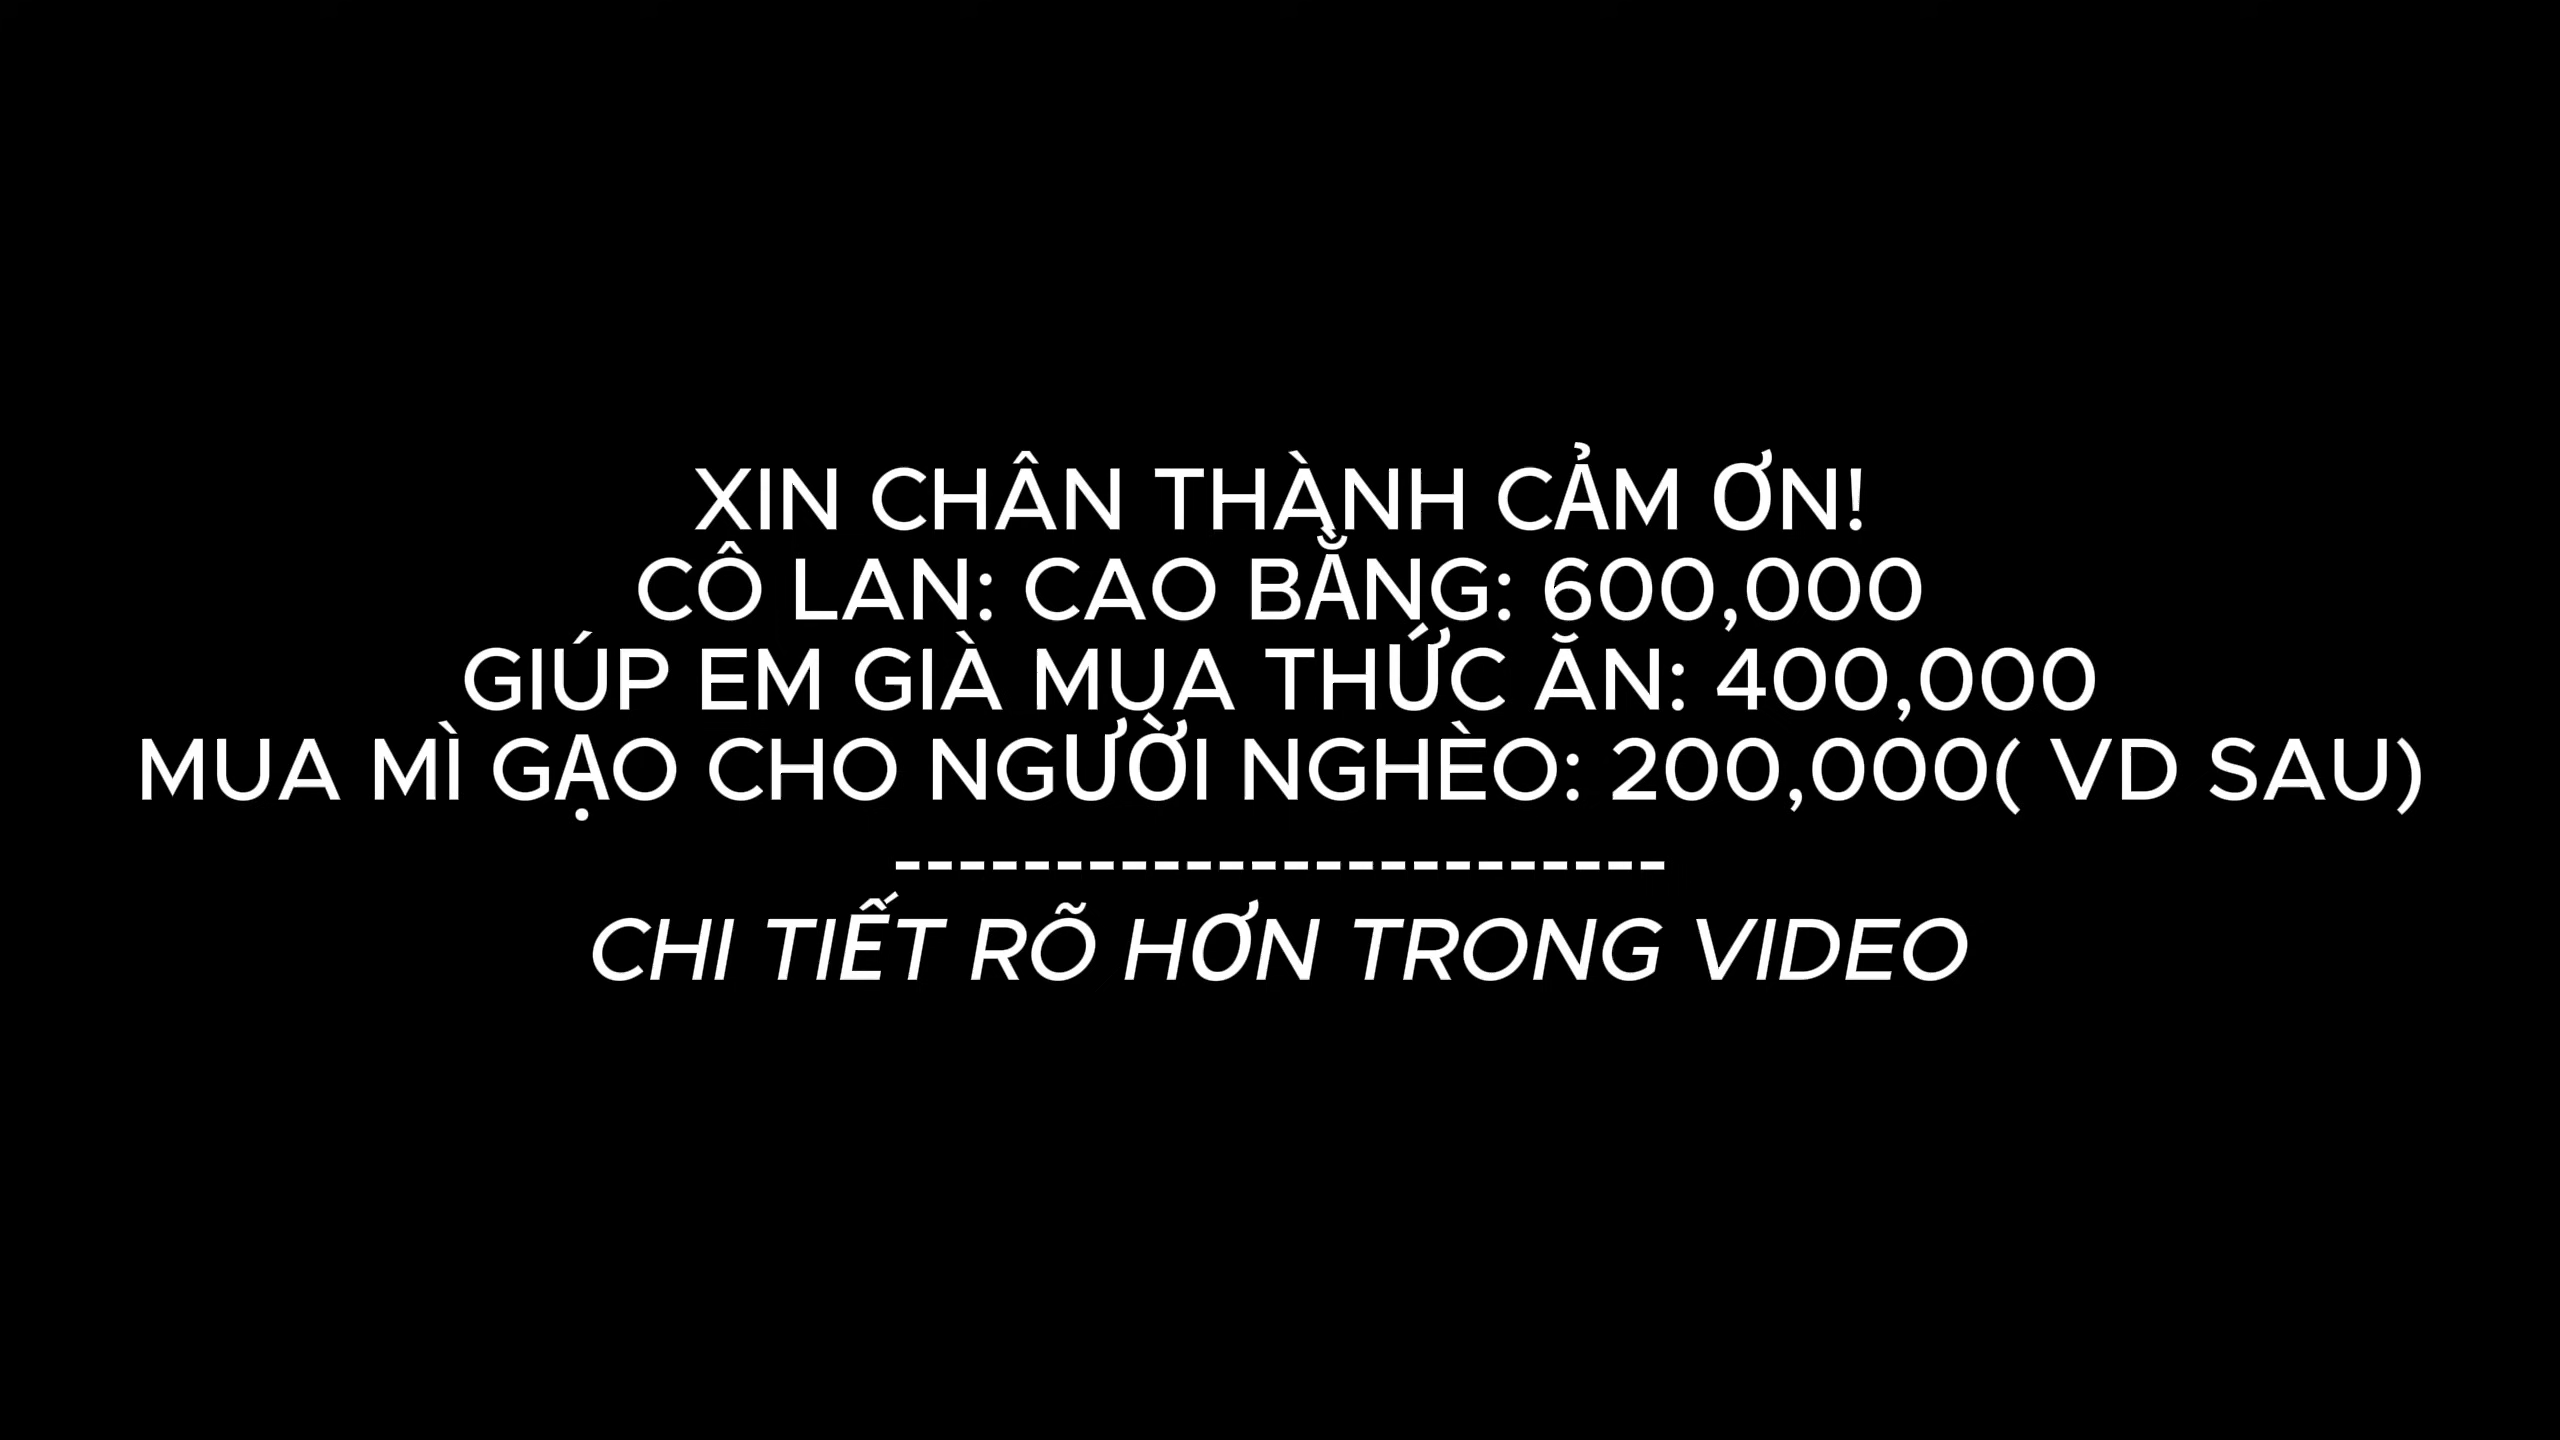 XIN CHÂN THÀNH CẢM ƠN!
CÔ LAN: CAO BẰNG: 600,000
GIÚP EM GIÀ MUA THỨC ĂN: 400,000
MUA MÌ GẠO CHO NGƯỜI NGHÈO: 200,000( VD SAU)
------------------------
CHI TIẾT RÕ HƠN TRONG VIDEO